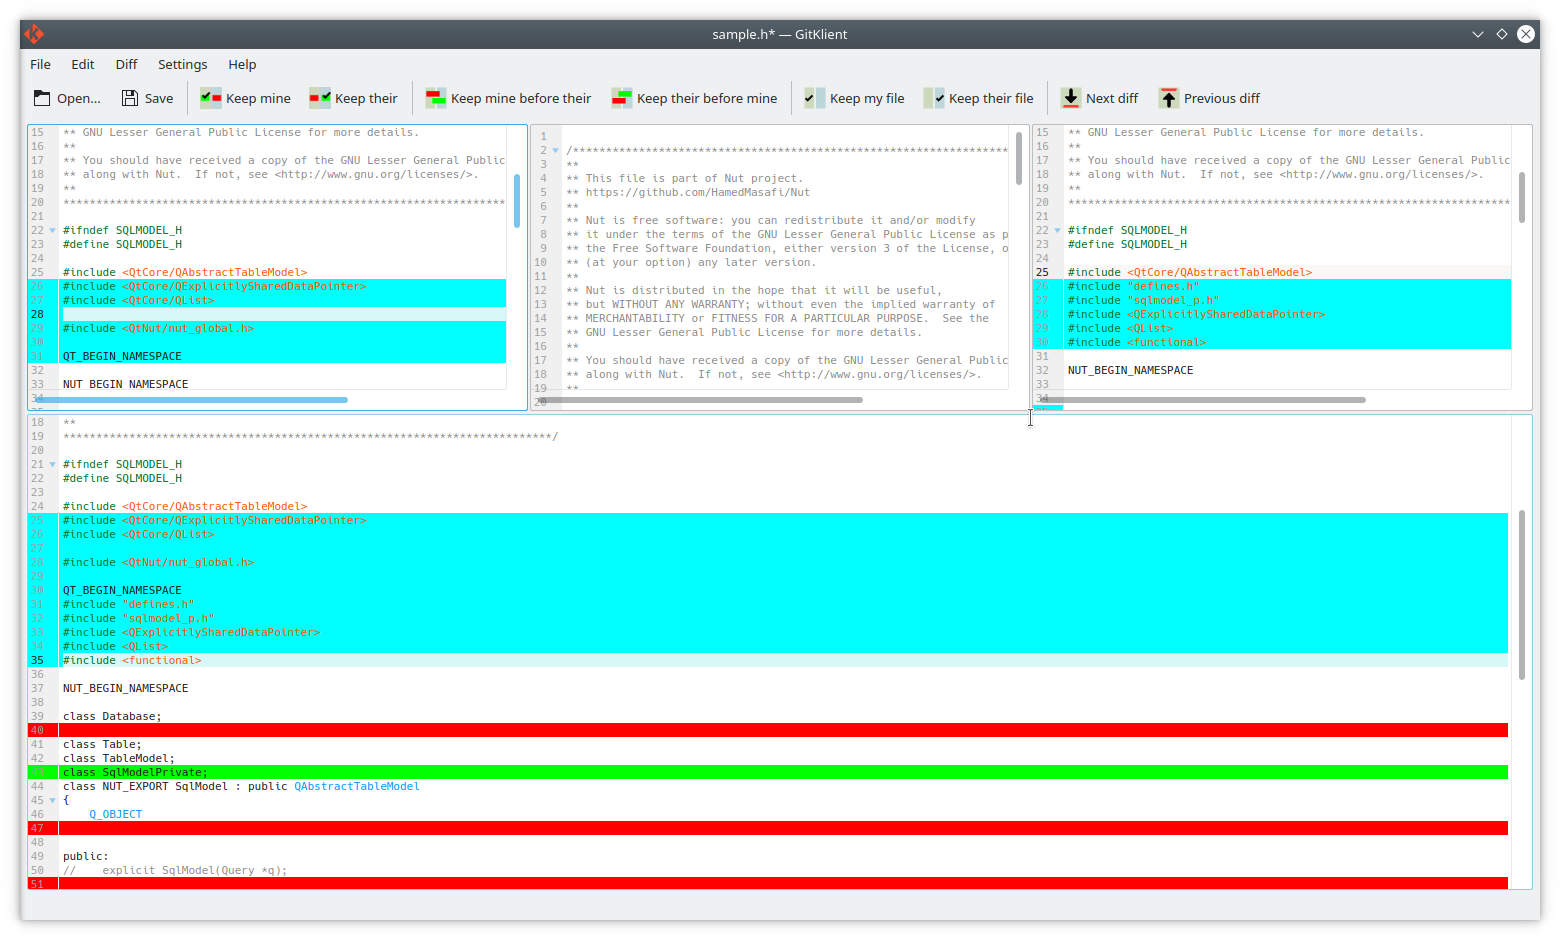 sample.h* — GitKlient
File Edit Diff Settings Help
Open... Save Keep mine Keep their Keep mine before their Keep their before mine Keep my file Keep their file Next diff Previous diff
15 ** GNU Lesser General Public License for more details.
16 **
17 ** You should have received a copy of the GNU Lesser General Public
18 ** along with Nut.  If not, see <http://www.gnu.org/licenses/>.
19 **
20 *******************************************************************
21
22 #ifndef SQLMODEL_H
23 #define SQLMODEL_H
24
25 #include <QtCore/QAbstractTableModel>
26 #include <QtCore/QExplicitlySharedDataPointer>
27 #include <QtCore/QList>
28
29 #include <QtNut/nut_global.h>
30
31 QT_BEGIN_NAMESPACE
32
33 NUT_BEGIN_NAMESPACE
34
1
2 /******************************************************************
3 **
4 ** This file is part of Nut project.
5 ** https://github.com/HamedMasafi/Nut
6 **
7 ** Nut is free software: you can redistribute it and/or modify
8 ** it under the terms of the GNU Lesser General Public License as p
9 ** the Free Software Foundation, either version 3 of the License, o
10 ** (at your option) any later version.
11 **
12 ** Nut is distributed in the hope that it will be useful,
13 ** but WITHOUT ANY WARRANTY; without even the implied warranty of
14 ** MERCHANTABILITY or FITNESS FOR A PARTICULAR PURPOSE.  See the
15 ** GNU Lesser General Public License for more details.
16 **
17 ** You should have received a copy of the GNU Lesser General Public
18 ** along with Nut.  If not, see <http://www.gnu.org/licenses/>.
19 **
20
15 ** GNU Lesser General Public License for more details.
16 **
17 ** You should have received a copy of the GNU Lesser General Public
18 ** along with Nut.  If not, see <http://www.gnu.org/licenses/>.
19 **
20 *******************************************************************
21
22 #ifndef SQLMODEL_H
23 #define SQLMODEL_H
24
25 #include <QtCore/QAbstractTableModel>
26 #include "defines.h"
27 #include "sqlmodel_p.h"
28 #include <QExplicitlySharedDataPointer>
29 #include <QList>
30 #include <functional>
31
32 NUT_BEGIN_NAMESPACE
33
34
18 **
19 **************************************************************************/
20
21 #ifndef SQLMODEL_H
22 #define SQLMODEL_H
23
24 #include <QtCore/QAbstractTableModel>
25 #include <QtCore/QExplicitlySharedDataPointer>
26 #include <QtCore/QList>
27
28 #include <QtNut/nut_global.h>
29
30 QT_BEGIN_NAMESPACE
31 #include "defines.h"
32 #include "sqlmodel_p.h"
33 #include <QExplicitlySharedDataPointer>
34 #include <QList>
35 #include <functional>
36
37 NUT_BEGIN_NAMESPACE
38
39 class Database;
40
41 class Table;
42 class TableModel;
43 class SqlModelPrivate;
44 class NUT_EXPORT SqlModel : public QAbstractTableModel
45 {
46     Q_OBJECT
47
48
49 public:
50 //    explicit SqlModel(Query *q);
51